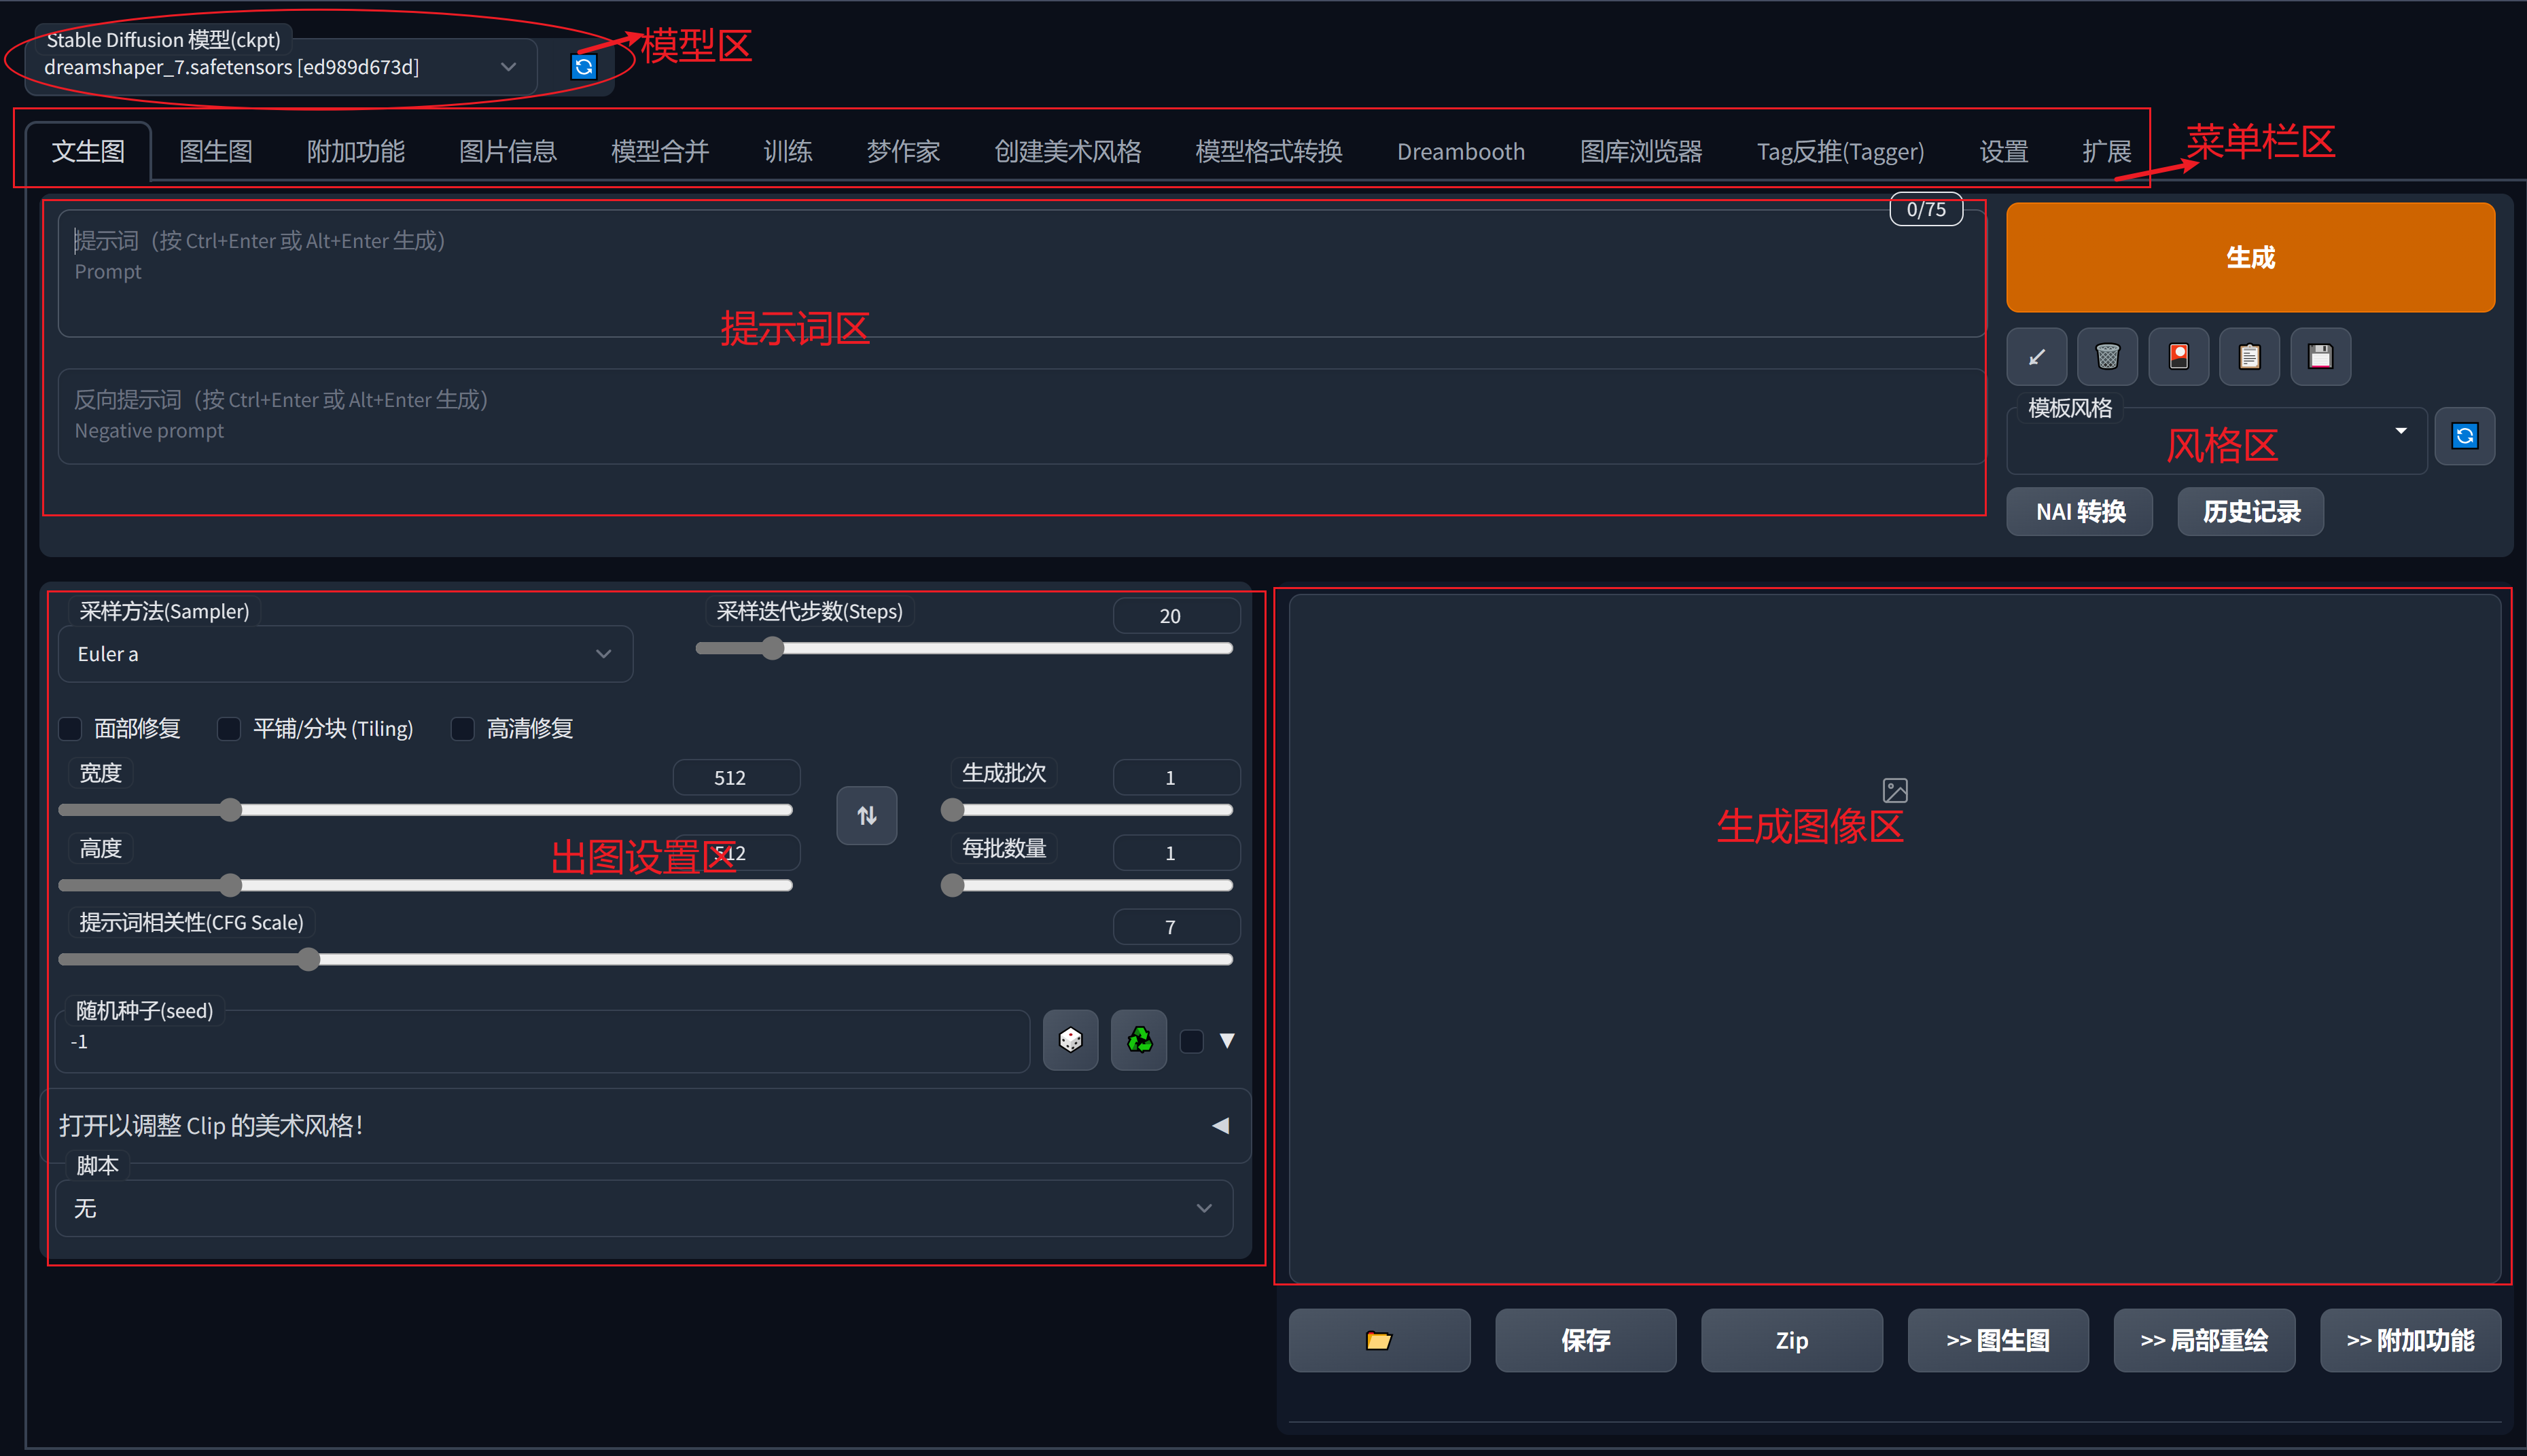 Stable Diffusion 模型(ckpt)
dreamshaper_7.safetensors [ed989d673d]
模型区
文生图 图生图 附加功能 图片信息 模型合并 训练 梦作家 创建美术风格 模型格式转换 Dreambooth 图库浏览器 Tag反推(Tagger) 设置 扩展
菜单栏区
0/75
提示词（按 Ctrl+Enter 或 Alt+Enter 生成）
Prompt
提示词区
反向提示词（按 Ctrl+Enter 或 Alt+Enter 生成）
Negative prompt
生成
模板风格
风格区
NAI 转换 历史记录
采样方法(Sampler)
Euler a
采样迭代步数(Steps)
20
面部修复 平铺/分块 (Tiling) 高清修复
宽度
512
生成批次
1
高度
512
出图设置区
每批数量
1
提示词相关性(CFG Scale)
7
随机种子(seed)
-1
打开以调整 Clip 的美术风格！
脚本
无
生成图像区
保存 Zip >> 图生图 >> 局部重绘 >> 附加功能